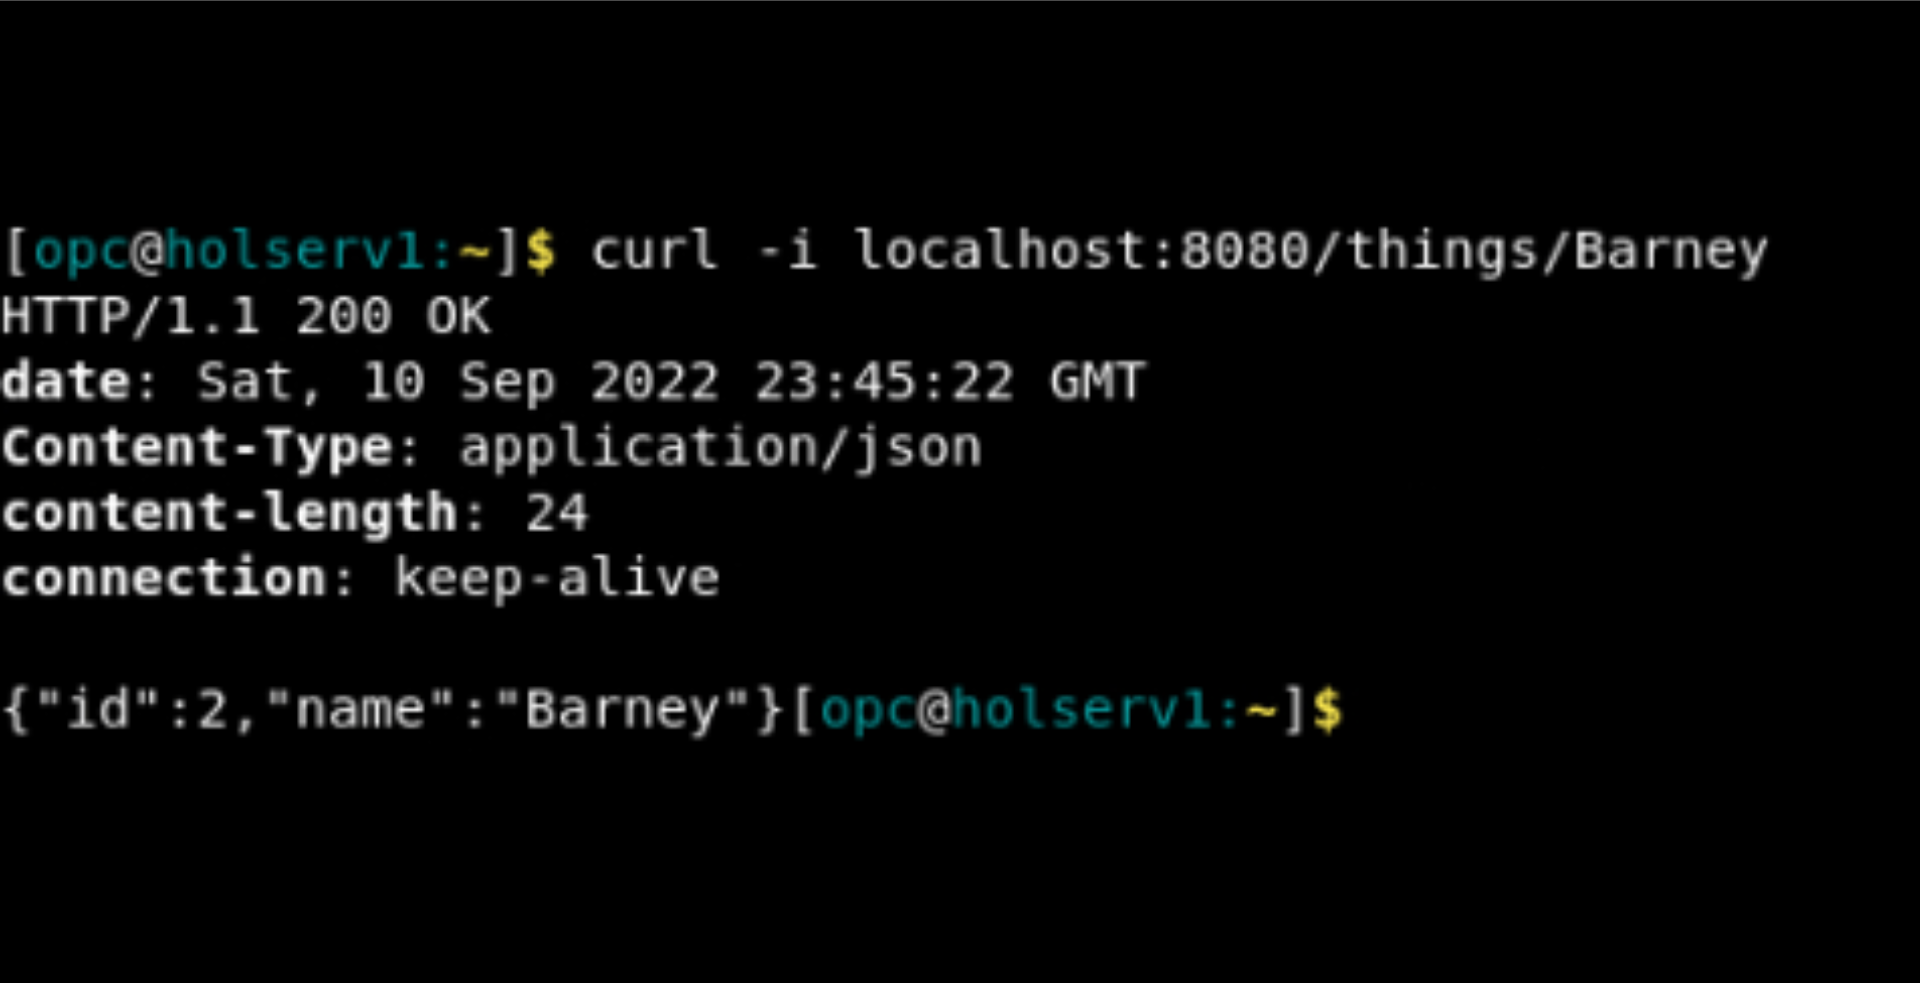 [opc@holserv1:~]$ curl -i localhost:8080/things/Barney
HTTP/1.1 200 OK
date: Sat, 10 Sep 2022 23:45:22 GMT
Content-Type: application/json
content-length: 24
connection: keep-alive
{"id":2,"name":"Barney"}[opc@holserv1:~]$